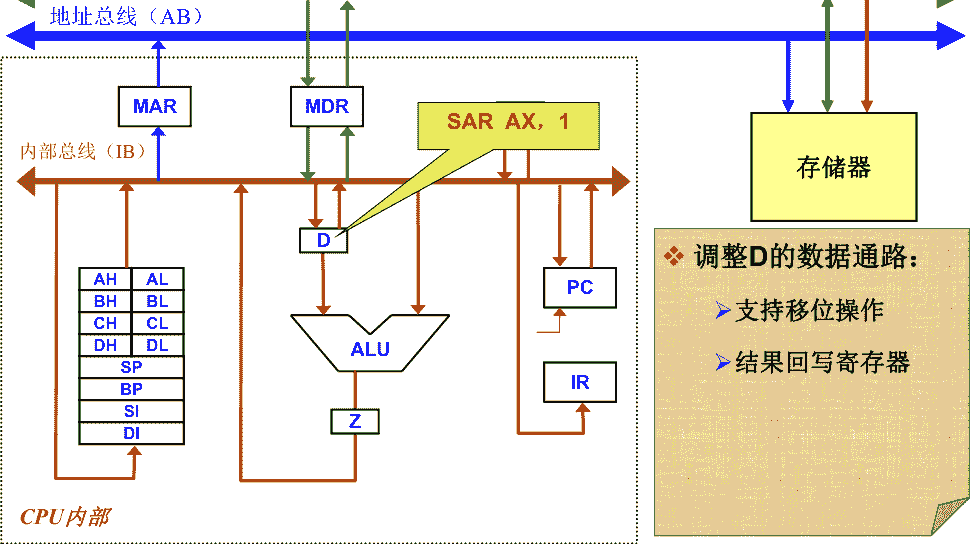 地址总线（AB）
MAR
MDR
SAR AX，1
内部总线（IB）
存储器
D
调整D的数据通路：
支持移位操作
结果回写寄存器
AH AL
BH BL
CH CL
DH DL
SP
BP
SI
DI
PC
ALU
IR
Z
CPU内部